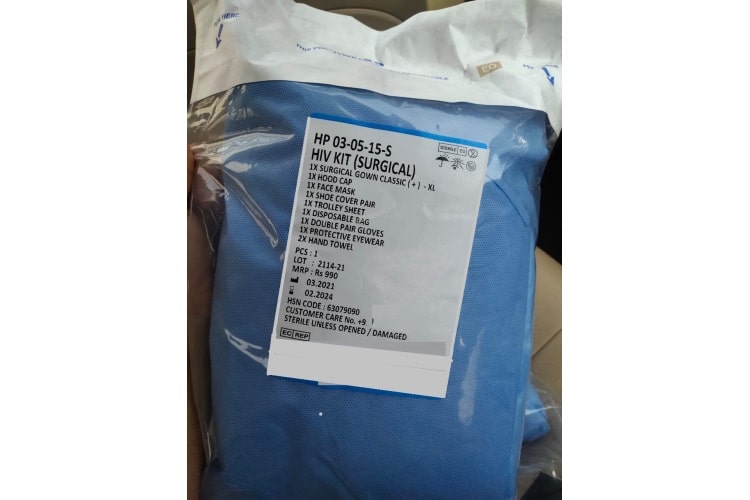 EO
HP 03-05-15-S
HIV KIT (SURGICAL)
STERILE EO
1X SURGICAL GOWN CLASSIC ( + ) - XL
1X HOOD CAP
1X FACE MASK
1X SHOE COVER PAIR
1X TROLLEY SHEET
1X DISPOSABLE BAG
1X DOUBLE PAIR GLOVES
1X PROTECTIVE EYEWEAR
2X HAND TOWEL
PCS : 1
LOT : 2114-21
MRP : Rs 990
03.2021
02.2024
HSN CODE : 63079090
CUSTOMER CARE No. +9
STERILE UNLESS OPENED / DAMAGED
EC REP